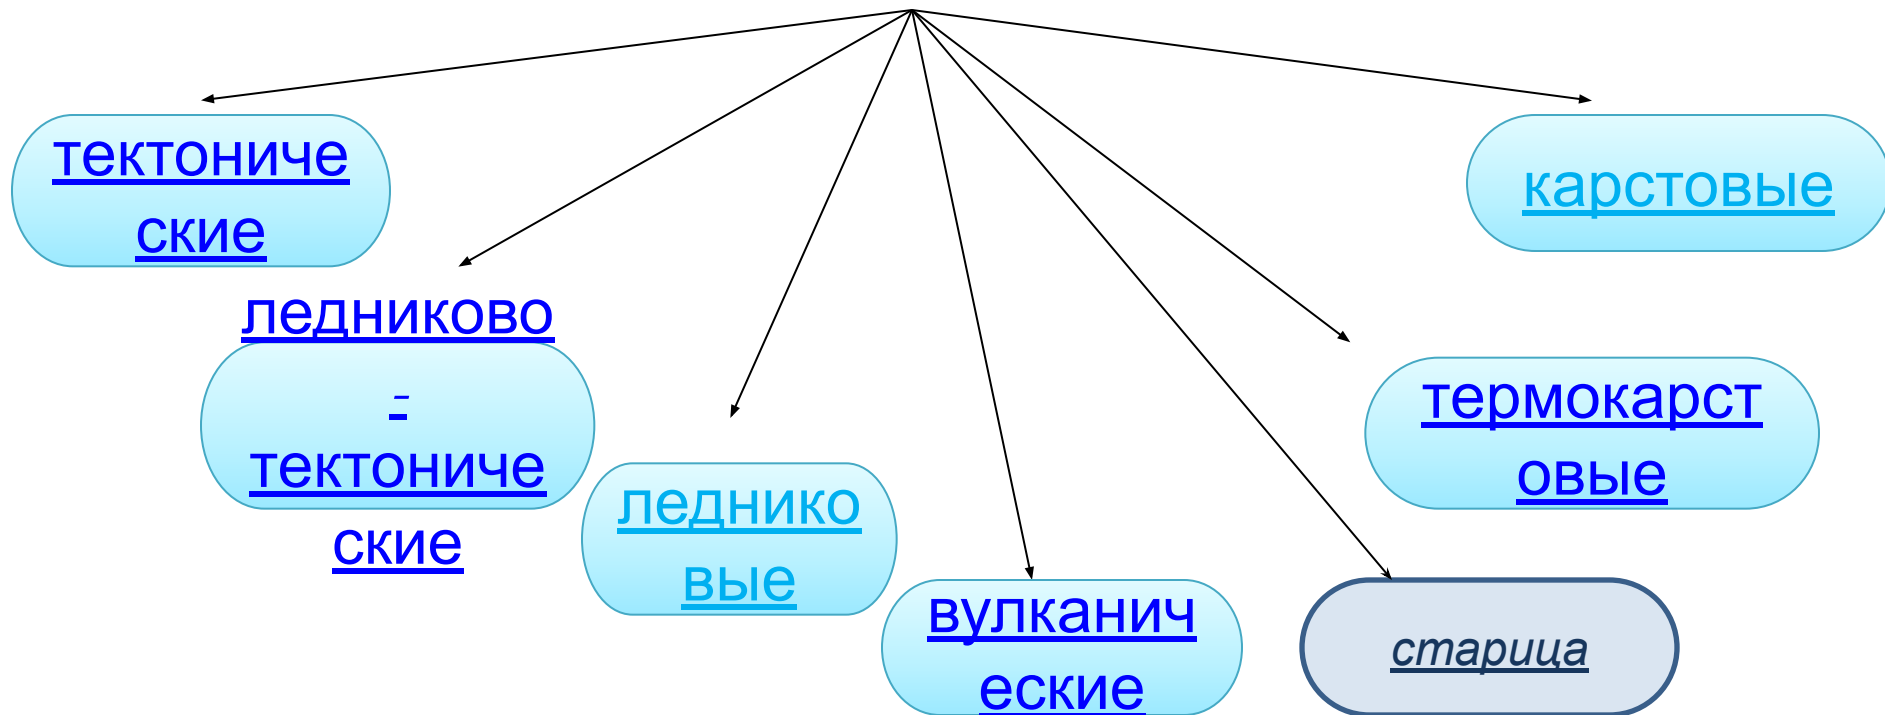 тектониче
ские
ледниково
-
тектониче
ские
леднико
вые
вулканич
еские
старица
термокарст
овые
карстовые